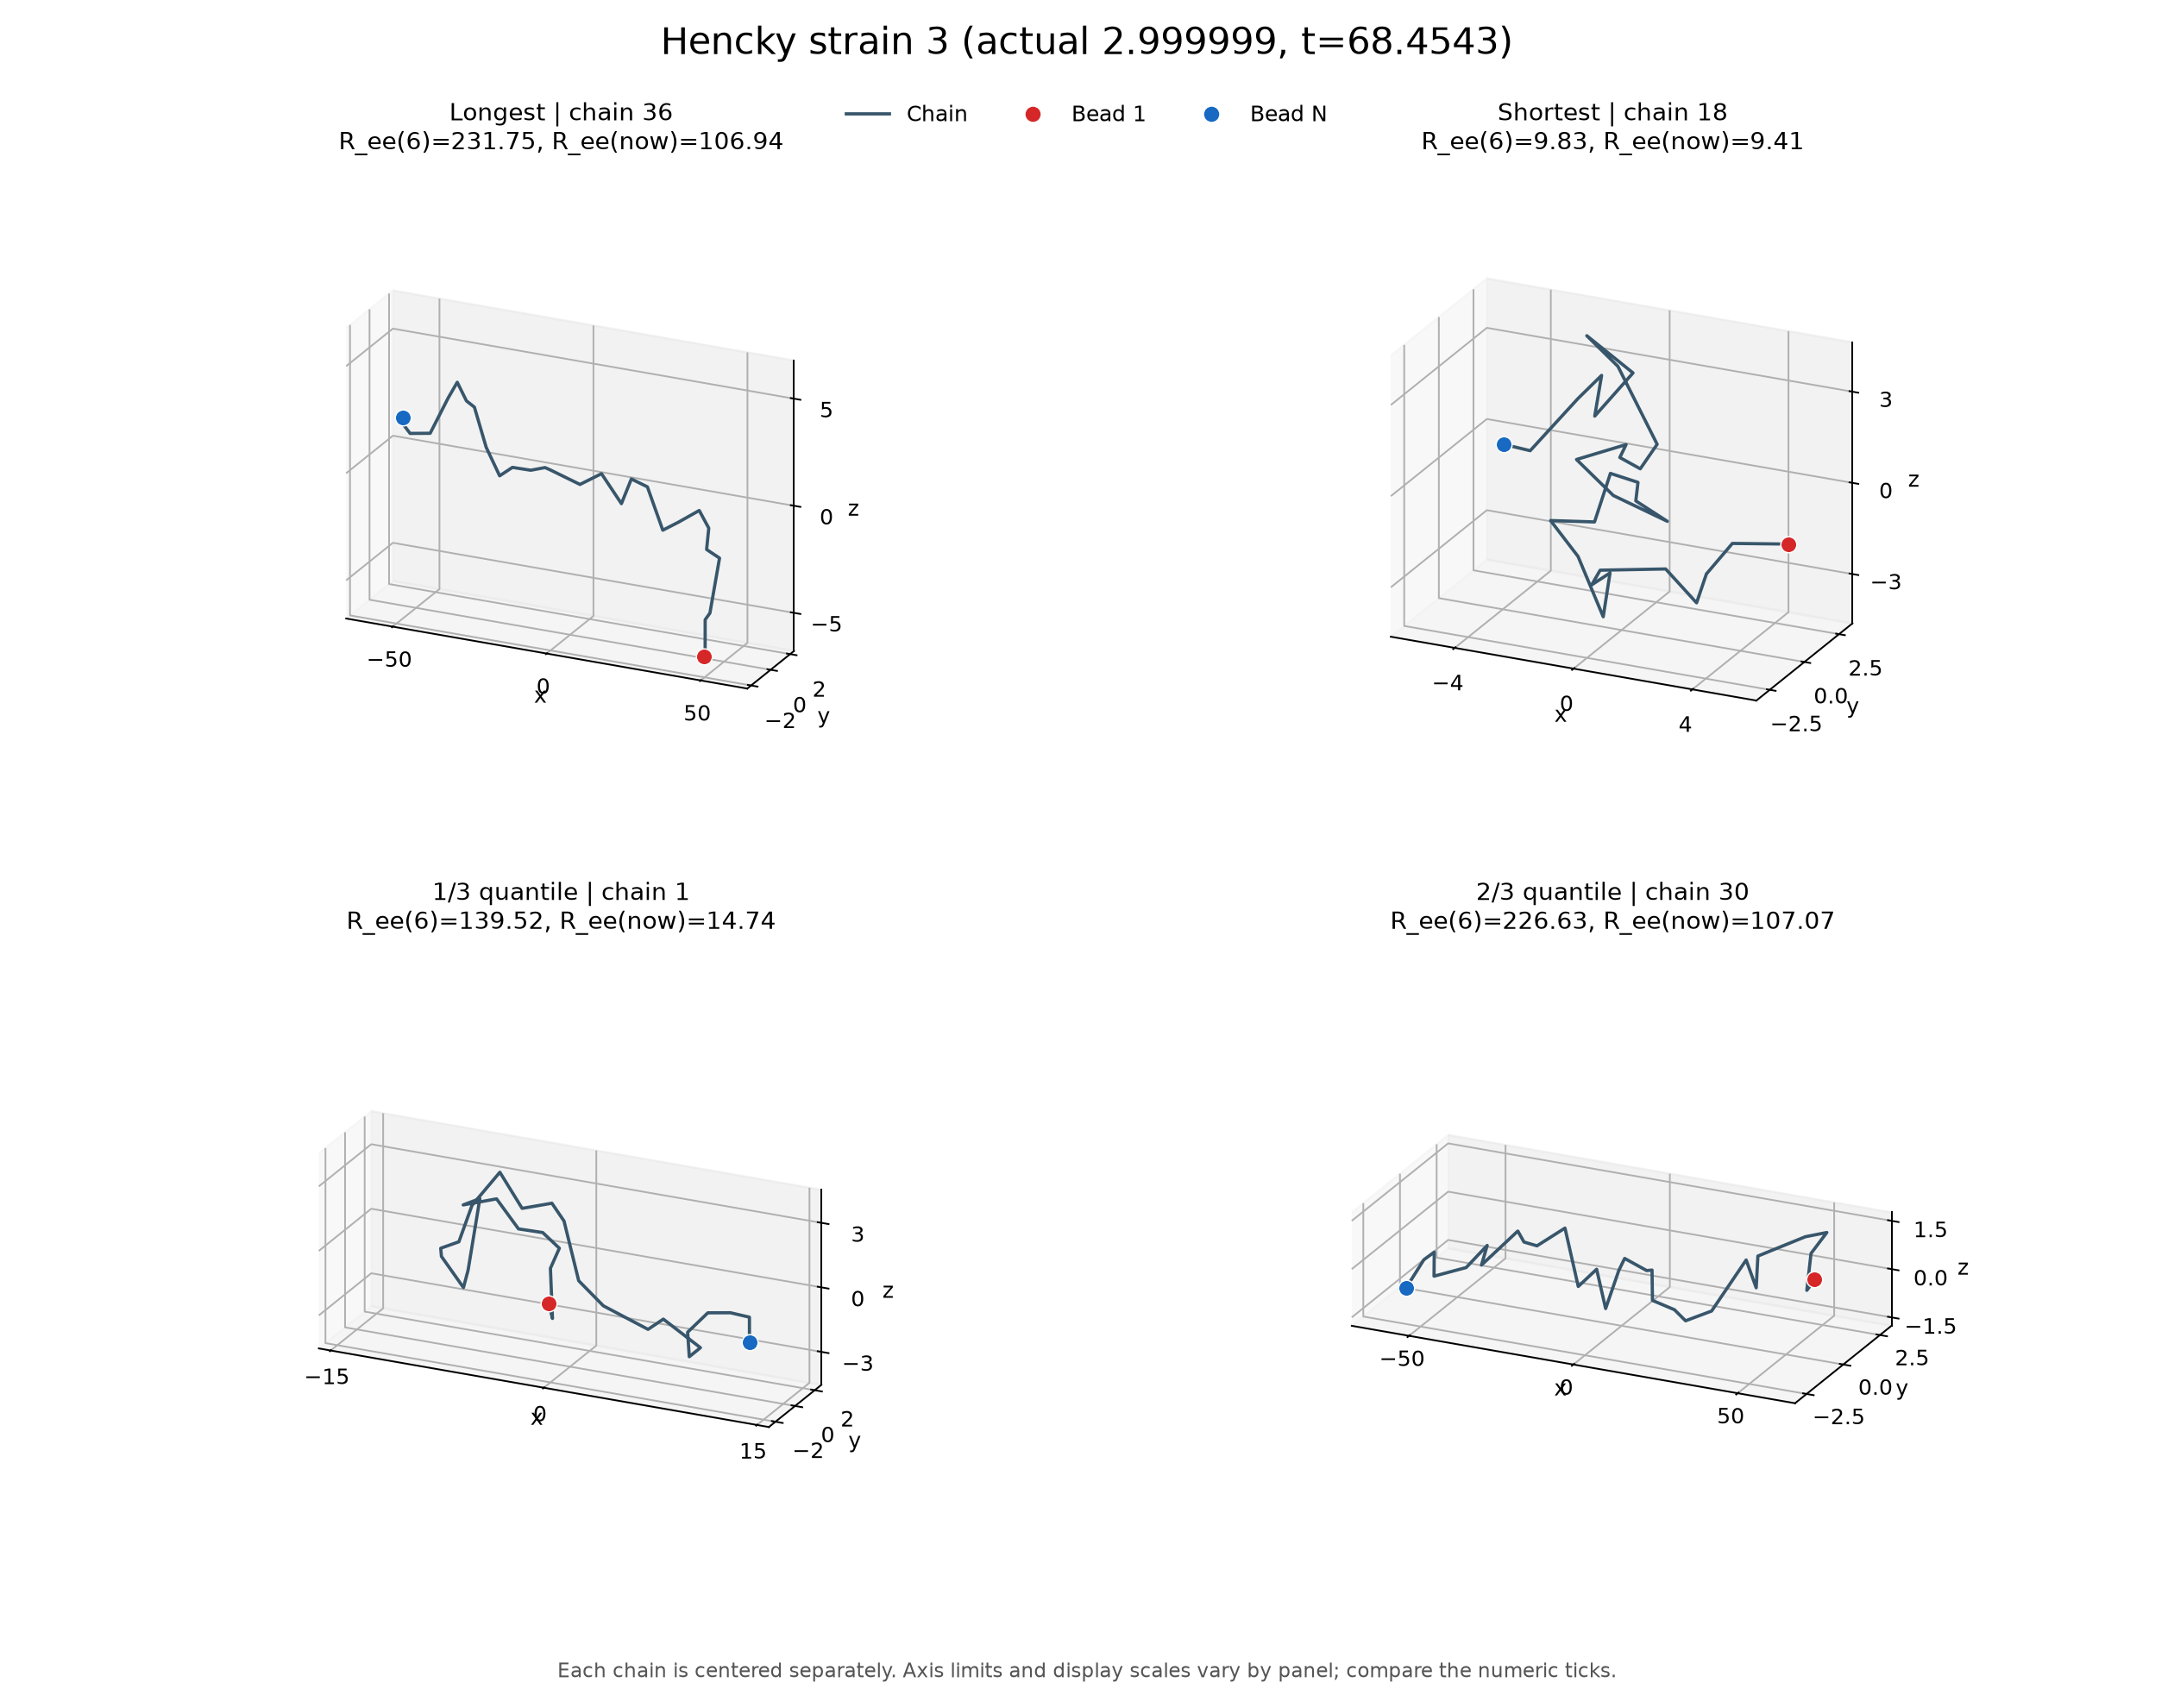 Hencky strain 3 (actual 2.999999, t=68.4543)
Longest | chain 36
R_ee(6)=231.75, R_ee(now)=106.94
Chain
Bead 1
Bead N
Shortest | chain 18
R_ee(6)=9.83, R_ee(now)=9.41
5
0
z
−5
−50
0
x
50
2
0
−2
y
3
0
z
−3
−4
0
x
4
2.5
0.0
y
−2.5
1/3 quantile | chain 1
R_ee(6)=139.52, R_ee(now)=14.74
2/3 quantile | chain 30
R_ee(6)=226.63, R_ee(now)=107.07
3
0
z
−3
−15
0
x
15
2
0
−2
y
1.5
0.0
z
−1.5
−50
0
x
50
2.5
0.0
y
−2.5
Each chain is centered separately. Axis limits and display scales vary by panel; compare the numeric ticks.